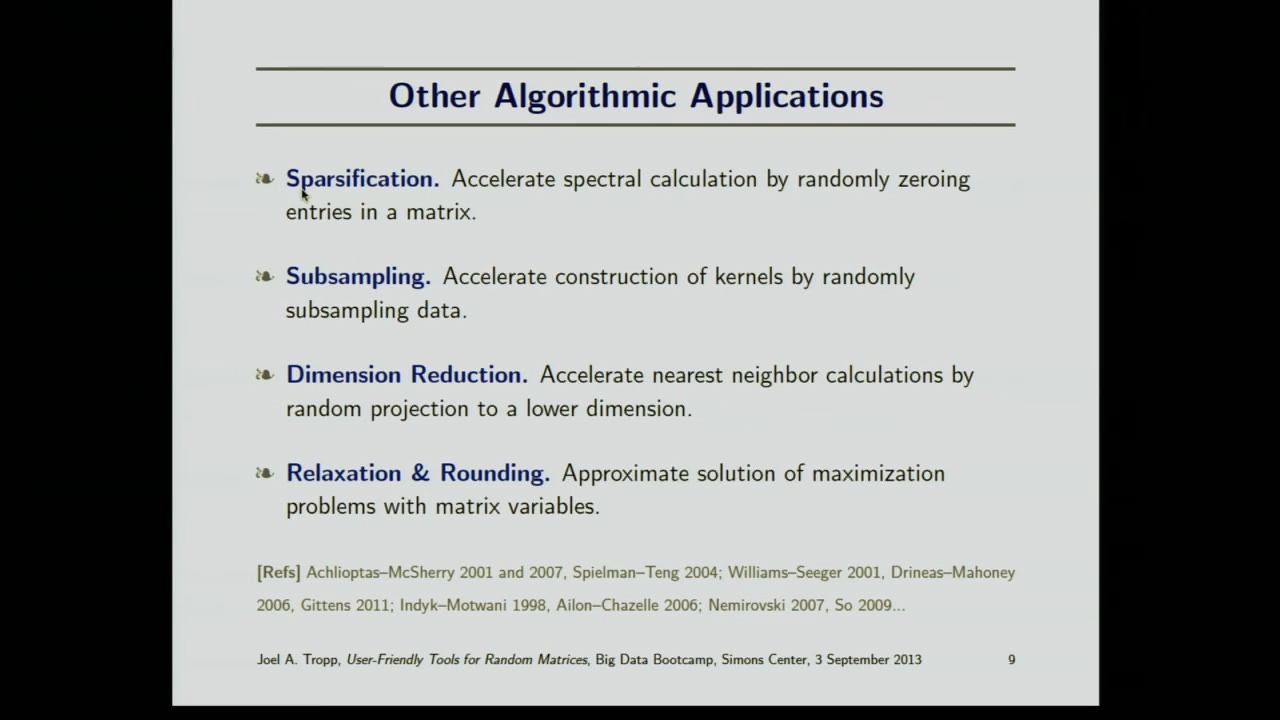 Other Algorithmic Applications
Sparsification. Accelerate spectral calculation by randomly zeroing
entries in a matrix.
Subsampling. Accelerate construction of kernels by randomly
subsampling data.
Dimension Reduction. Accelerate nearest neighbor calculations by
random projection to a lower dimension.
Relaxation & Rounding. Approximate solution of maximization
problems with matrix variables.
[Refs] Achlioptas–McSherry 2001 and 2007, Spielman–Teng 2004; Williams–Seeger 2001, Drineas–Mahoney
2006, Gittens 2011; Indyk–Motwani 1998, Ailon–Chazelle 2006; Nemirovski 2007, So 2009...
Joel A. Tropp, User-Friendly Tools for Random Matrices, Big Data Bootcamp, Simons Center, 3 September 2013 9